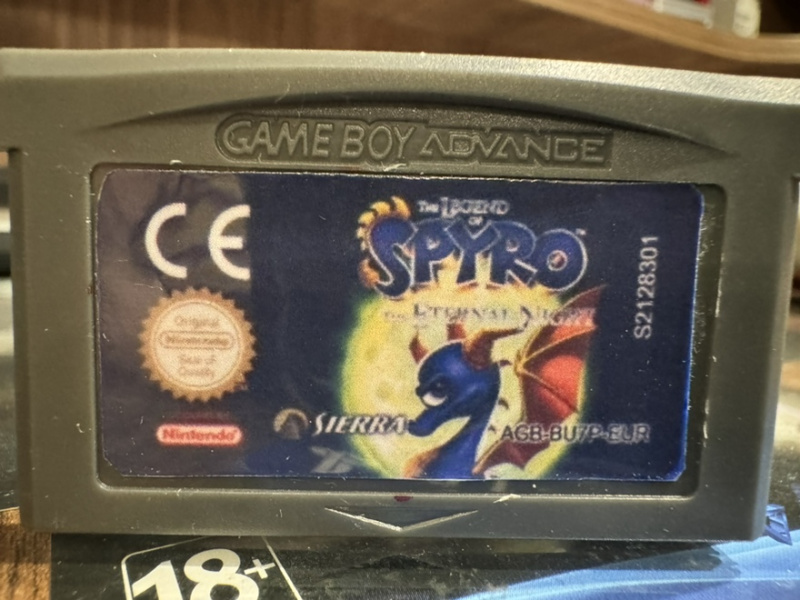 GAME BOY ADVANCE
CE
Original
Nintendo
Seal of
Quality
Nintendo
THE LEGEND
OF
SPYRO™
THE ETERNAL NIGHT
SIERRA
AGB-BU7P-EUR
S2128301
18+